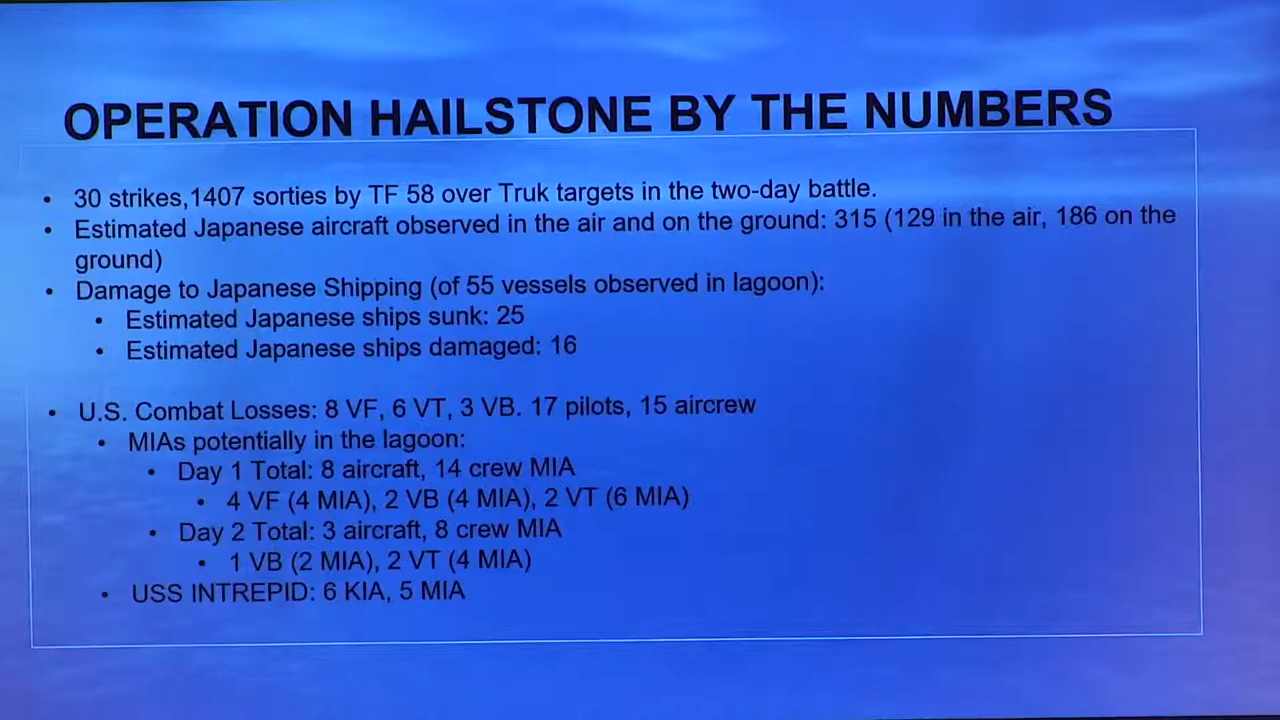 OPERATION HAILSTONE BY THE NUMBERS
• 30 strikes,1407 sorties by TF 58 over Truk targets in the two-day battle.
• Estimated Japanese aircraft observed in the air and on the ground: 315 (129 in the air, 186 on the
ground)
• Damage to Japanese Shipping (of 55 vessels observed in lagoon):
• Estimated Japanese ships sunk: 25
• Estimated Japanese ships damaged: 16
• U.S. Combat Losses: 8 VF, 6 VT, 3 VB. 17 pilots, 15 aircrew
• MIAs potentially in the lagoon:
• Day 1 Total: 8 aircraft, 14 crew MIA
• 4 VF (4 MIA), 2 VB (4 MIA), 2 VT (6 MIA)
• Day 2 Total: 3 aircraft, 8 crew MIA
• 1 VB (2 MIA), 2 VT (4 MIA)
• USS INTREPID: 6 KIA, 5 MIA